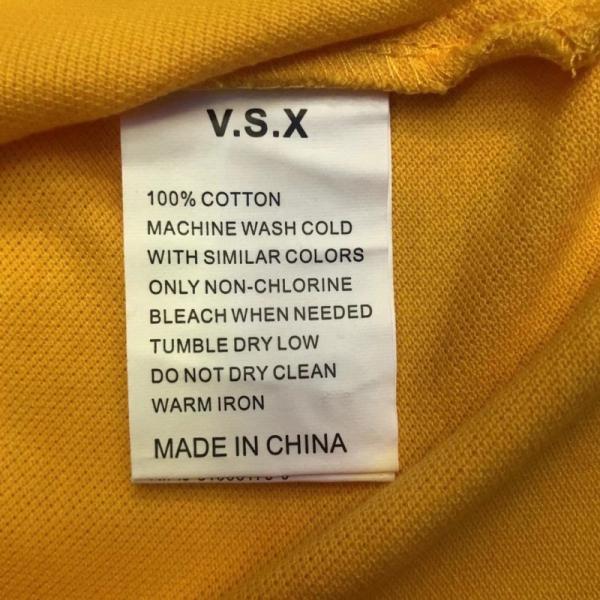 V.S.X
100% COTTON
MACHINE WASH COLD
WITH SIMILAR COLORS
ONLY NON-CHLORINE
BLEACH WHEN NEEDED
TUMBLE DRY LOW
DO NOT DRY CLEAN
WARM IRON
MADE IN CHINA